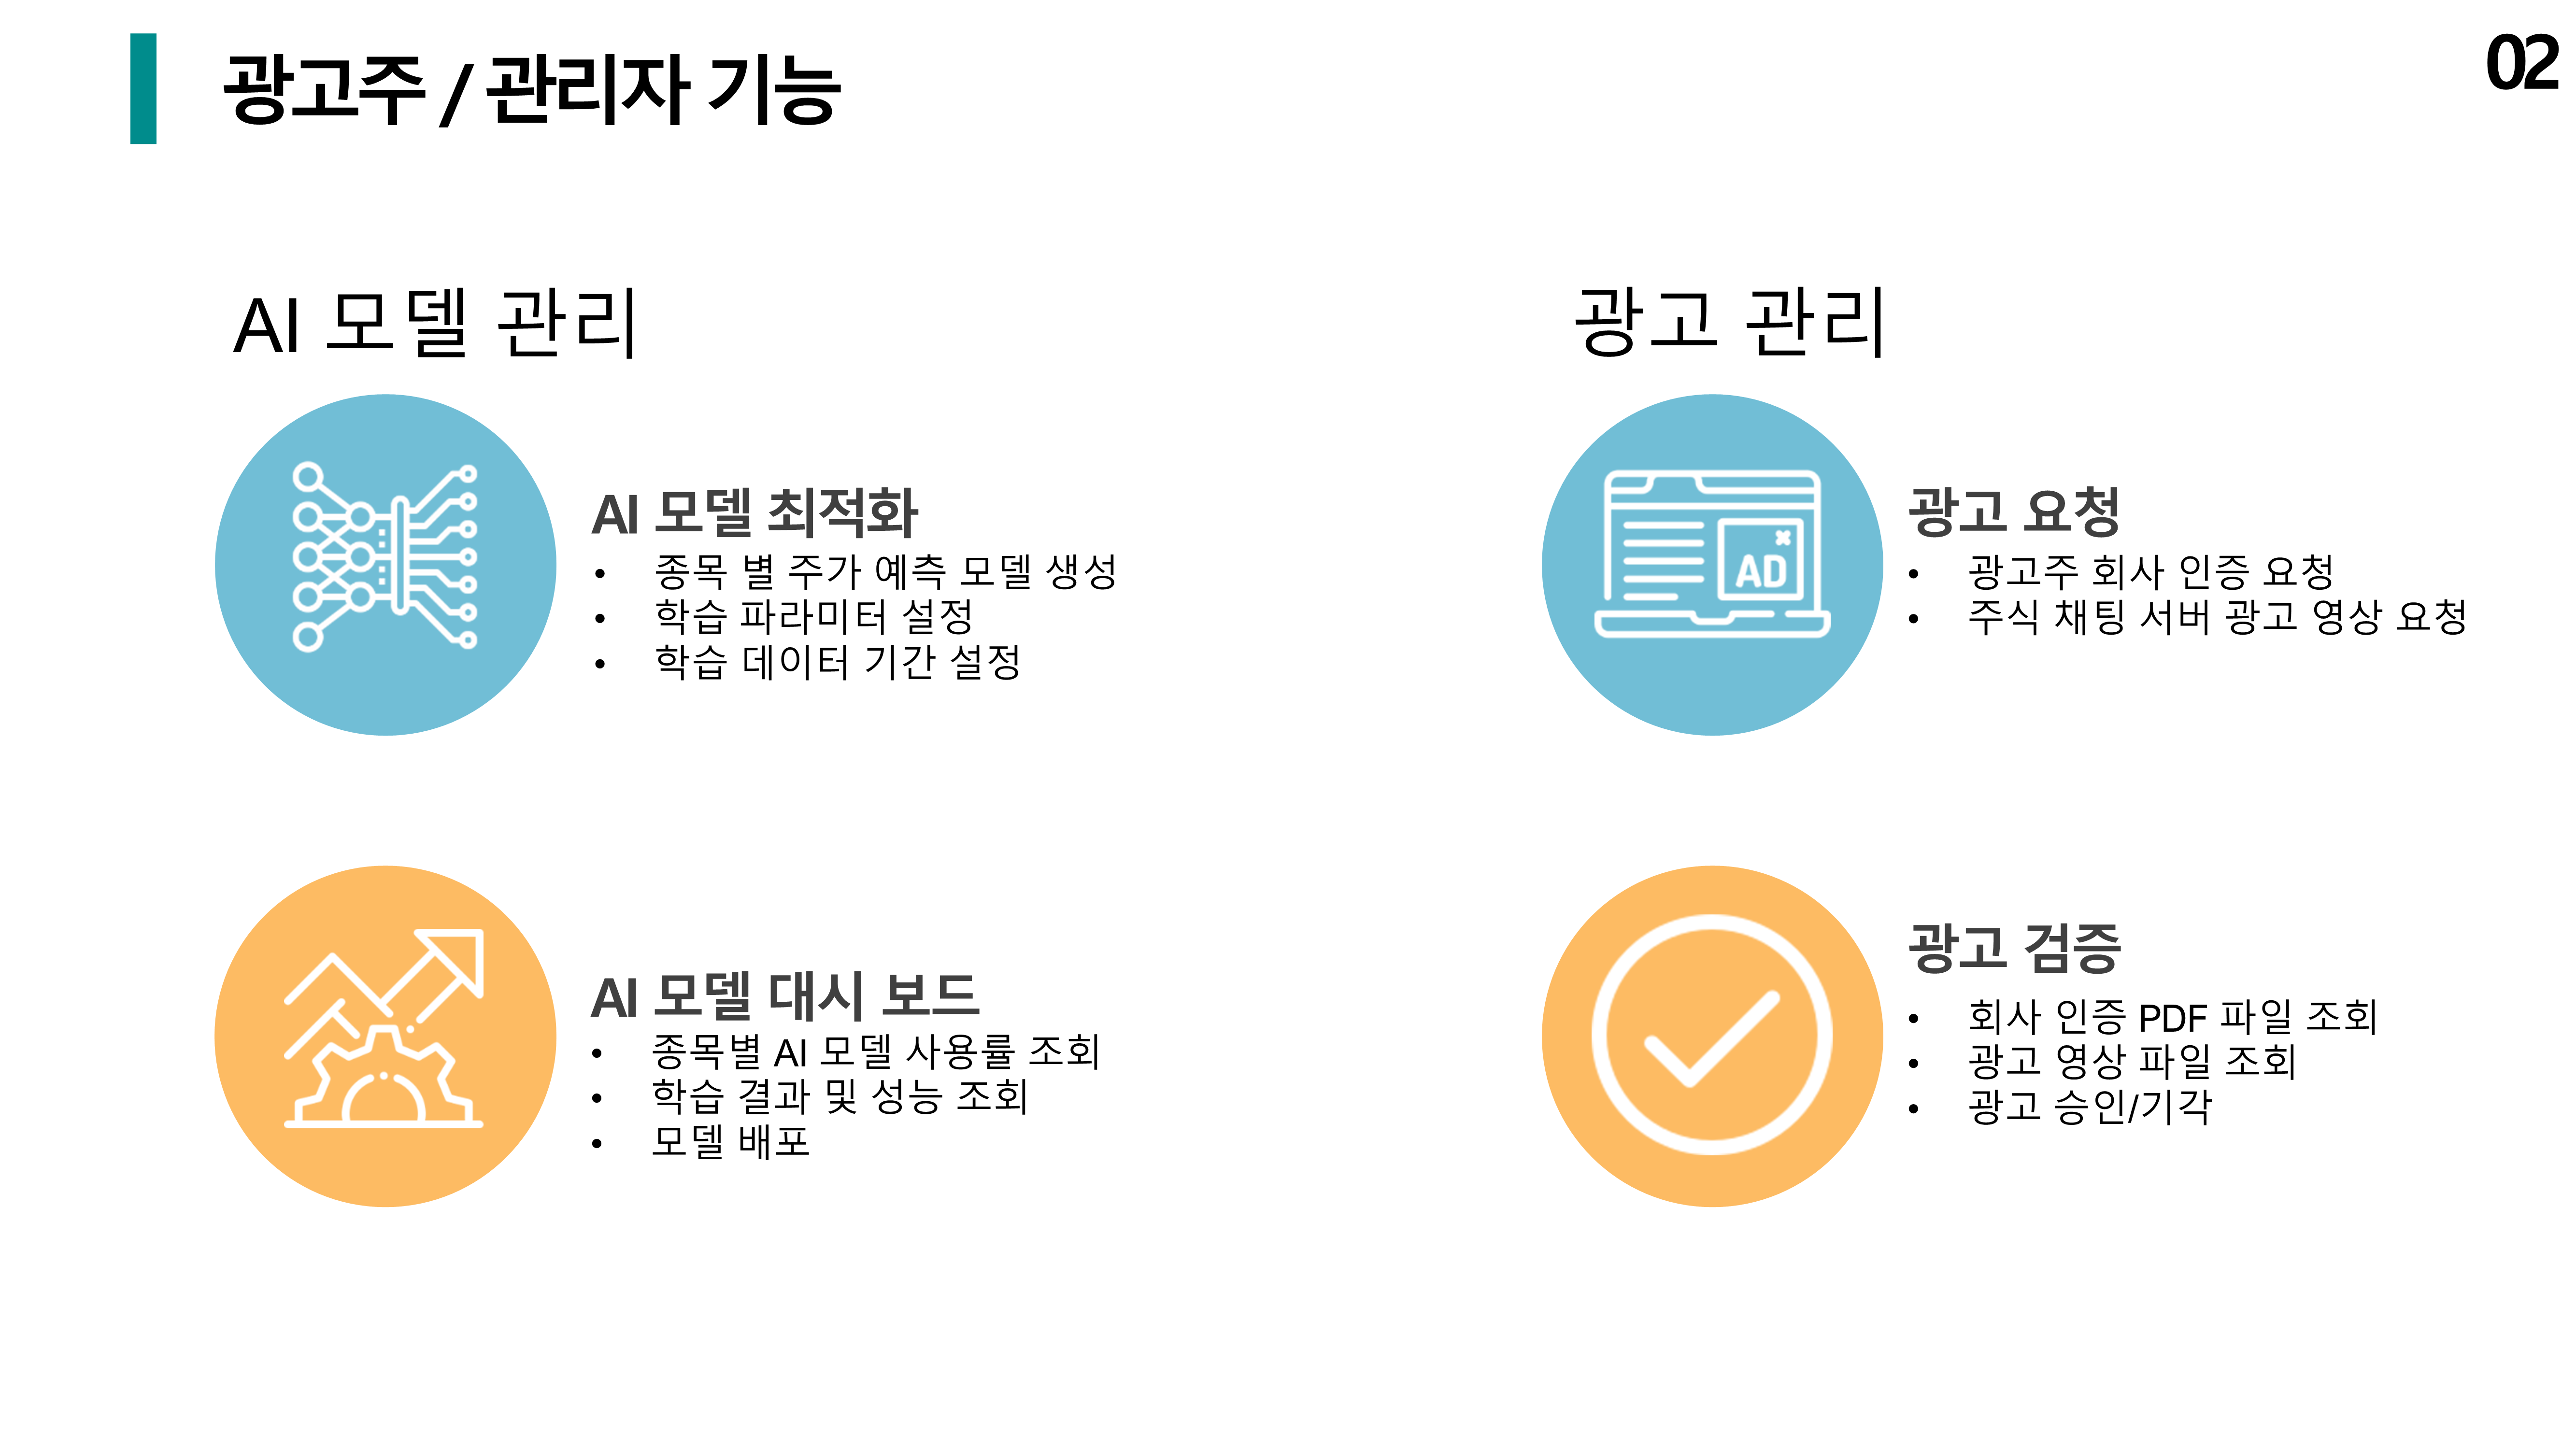 광고주 / 관리자 기능
02
AI 모델 관리
AI 모델 최적화
• 종목 별 주가 예측 모델 생성
• 학습 파라미터 설정
• 학습 데이터 기간 설정
AI 모델 대시 보드
• 종목별 AI 모델 사용률 조회
• 학습 결과 및 성능 조회
• 모델 배포
광고 관리
AD
광고 요청
• 광고주 회사 인증 요청
• 주식 채팅 서버 광고 영상 요청
광고 검증
• 회사 인증 PDF 파일 조회
• 광고 영상 파일 조회
• 광고 승인/기각